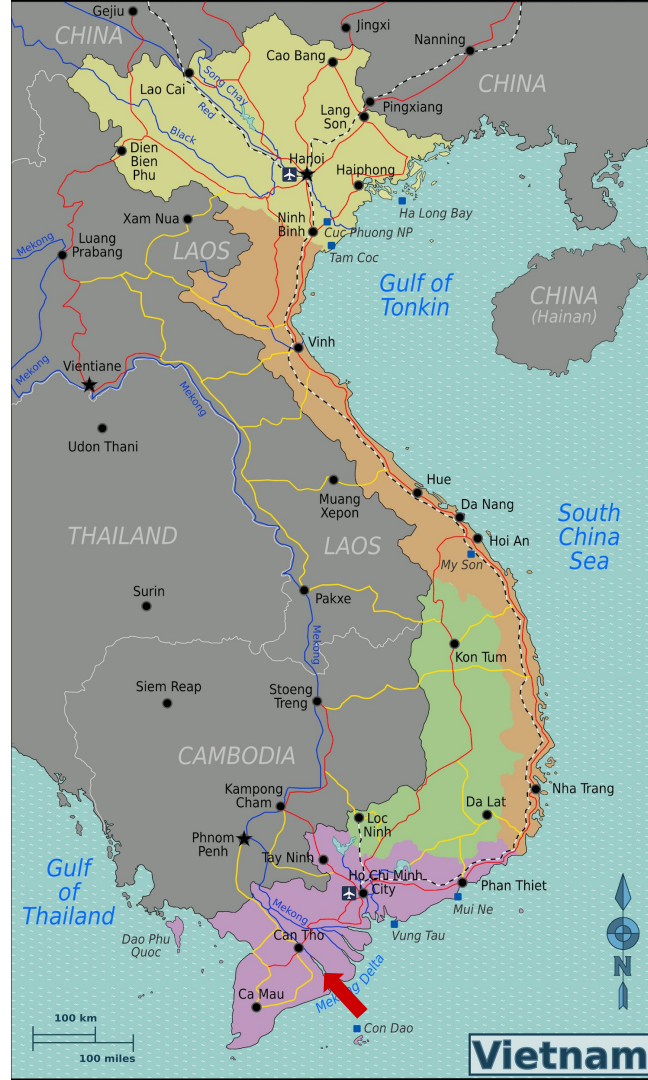 Gejiu
CHINA
Jingxi
Nanning
Cao Bang
CHINA
Lao Cai
Song Chay
Red
Lang
Son
Pingxiang
Black
Dien
Bien
Phu
Hanoi
Haiphong
Xam Nua
Ninh
Binh
Ha Long Bay
Cuc Phuong NP
Mekong
Luang
Prabang
LAOS
Tam Coc
Gulf of
Tonkin
CHINA
(Hainan)
Vinh
Mekong
Vientiane
Mekong
Udon Thani
Muang
Xepon
Hue
Da Nang
THAILAND
LAOS
Hoi An
South
China
Sea
My Son
Surin
Pakxe
Mekong
Kon Tum
Siem Reap
Stoeng
Treng
CAMBODIA
Kampong
Cham
Nha Trang
Da Lat
Loc
Ninh
Phnom
Penh
Tay Ninh
Ho Chi Minh
City
Phan Thiet
Gulf
of
Thailand
Mekong
Mui Ne
Dao Phu
Quoc
Can Tho
Vung Tau
Mekong Delta
Ca Mau
N
100 km
100 miles
Con Dao
Vietnam